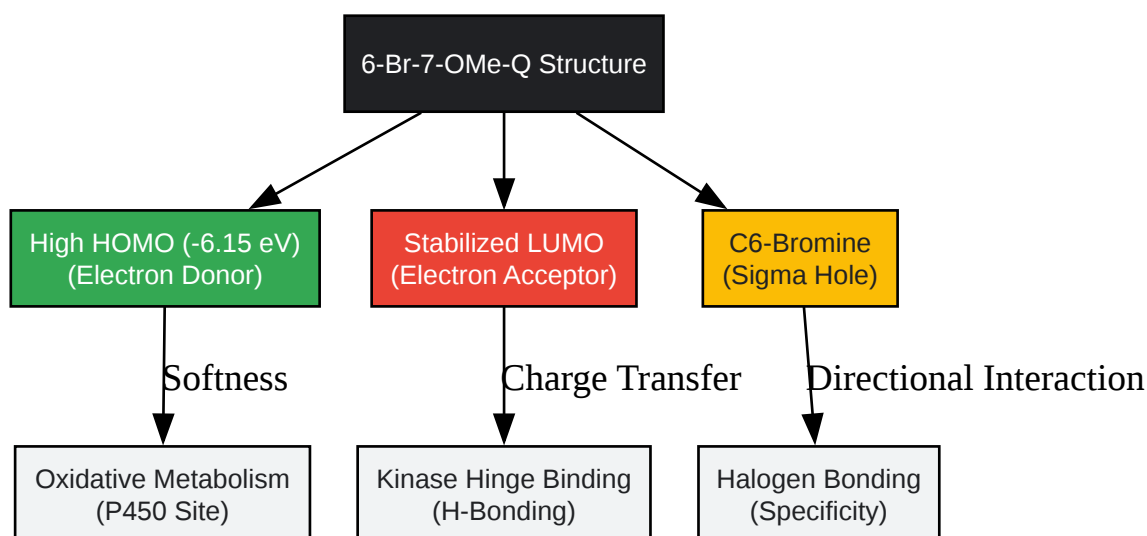 6-Br-7-OMe-Q Structure
High HOMO (-6.15 eV)
(Electron Donor)
Stabilized LUMO
(Electron Acceptor)
C6-Bromine
(Sigma Hole)
Softness
Charge Transfer
Directional Interaction
Oxidative Metabolism
(P450 Site)
Kinase Hinge Binding
(H-Bonding)
Halogen Bonding
(Specificity)